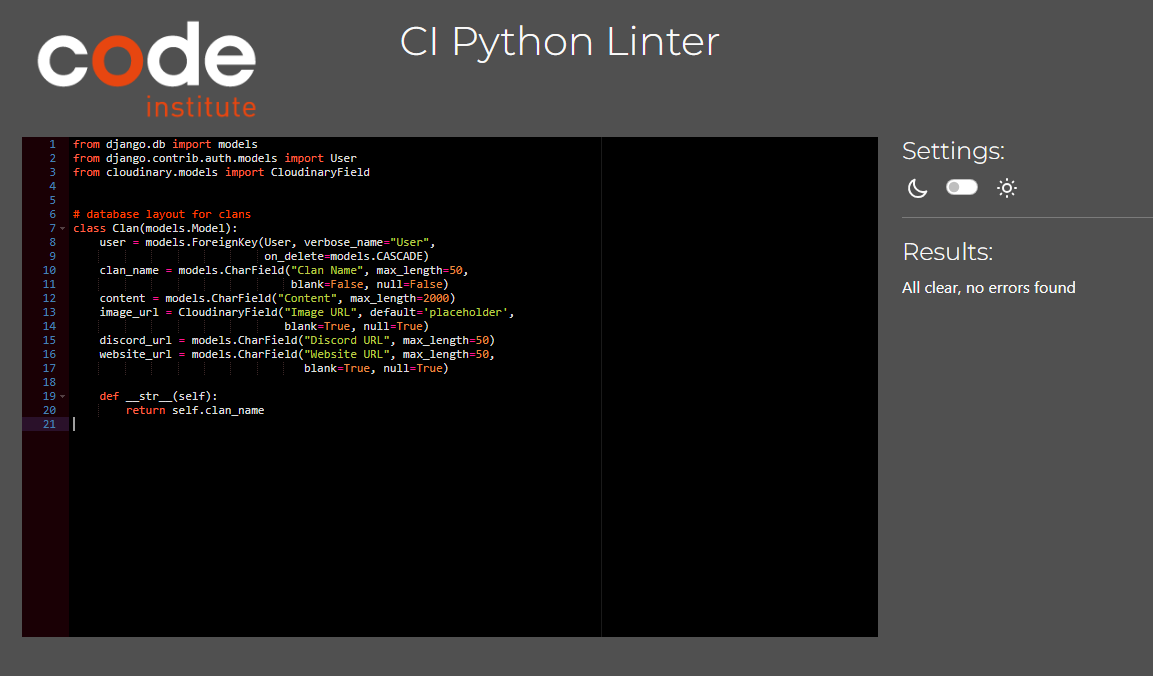 code
institute
CI Python Linter
1 from django.db import models
2 from django.contrib.auth.models import User
3 from cloudinary.models import CloudinaryField
4
5
6 # database layout for clans
7 class Clan(models.Model):
8     user = models.ForeignKey(User, verbose_name="User",
9                              on_delete=models.CASCADE)
10     clan_name = models.CharField("Clan Name", max_length=50,
11                                  blank=False, null=False)
12     content = models.CharField("Content", max_length=2000)
13     image_url = CloudinaryField("Image URL", default='placeholder',
14                                 blank=True, null=True)
15     discord_url = models.CharField("Discord URL", max_length=50)
16     website_url = models.CharField("Website URL", max_length=50,
17                                    blank=True, null=True)
18
19     def __str__(self):
20         return self.clan_name
21
Settings:
Results:
All clear, no errors found